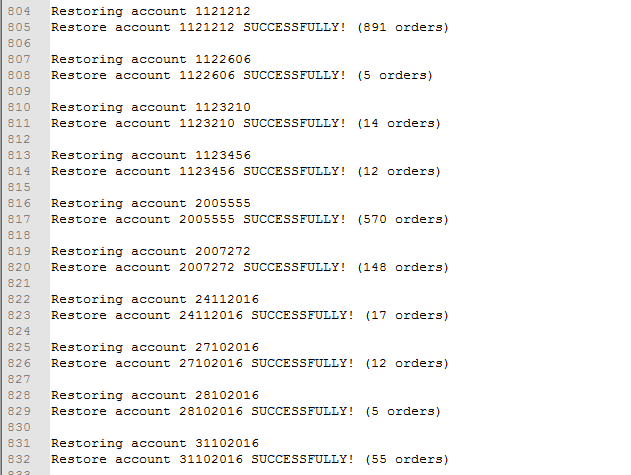 804 Restoring account 1121212
805 Restore account 1121212 SUCCESSFULLY! (891 orders)
806
807 Restoring account 1122606
808 Restore account 1122606 SUCCESSFULLY! (5 orders)
809
810 Restoring account 1123210
811 Restore account 1123210 SUCCESSFULLY! (14 orders)
812
813 Restoring account 1123456
814 Restore account 1123456 SUCCESSFULLY! (12 orders)
815
816 Restoring account 2005555
817 Restore account 2005555 SUCCESSFULLY! (570 orders)
818
819 Restoring account 2007272
820 Restore account 2007272 SUCCESSFULLY! (148 orders)
821
822 Restoring account 24112016
823 Restore account 24112016 SUCCESSFULLY! (17 orders)
824
825 Restoring account 27102016
826 Restore account 27102016 SUCCESSFULLY! (12 orders)
827
828 Restoring account 28102016
829 Restore account 28102016 SUCCESSFULLY! (5 orders)
830
831 Restoring account 31102016
832 Restore account 31102016 SUCCESSFULLY! (55 orders)